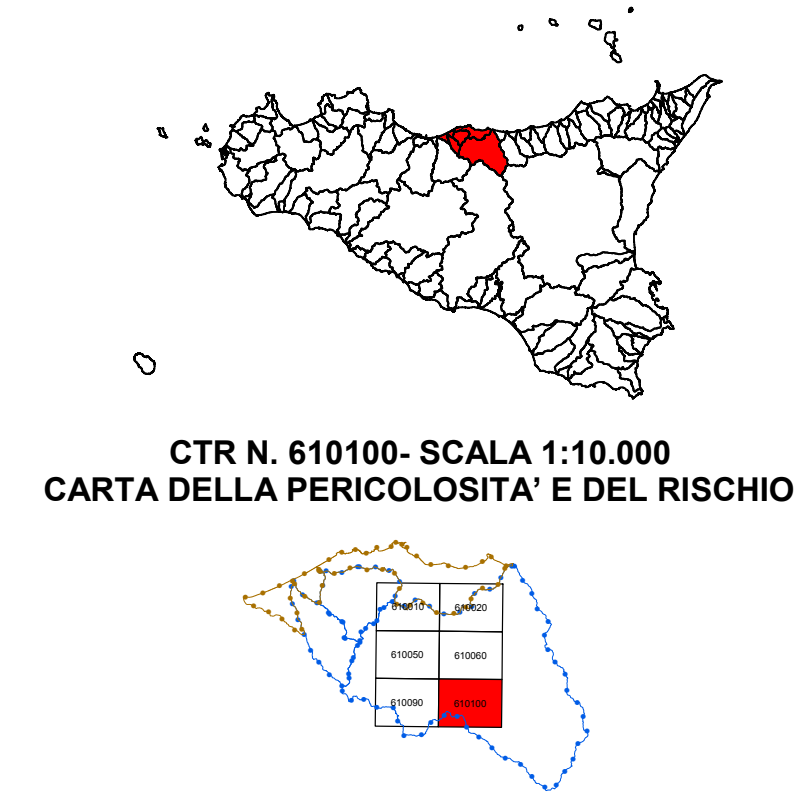 CTR N. 610100- SCALA 1:10.000
CARTA DELLA PERICOLOSITA’ E DEL RISCHIO
610010 610020
610050 610060
610090 610100